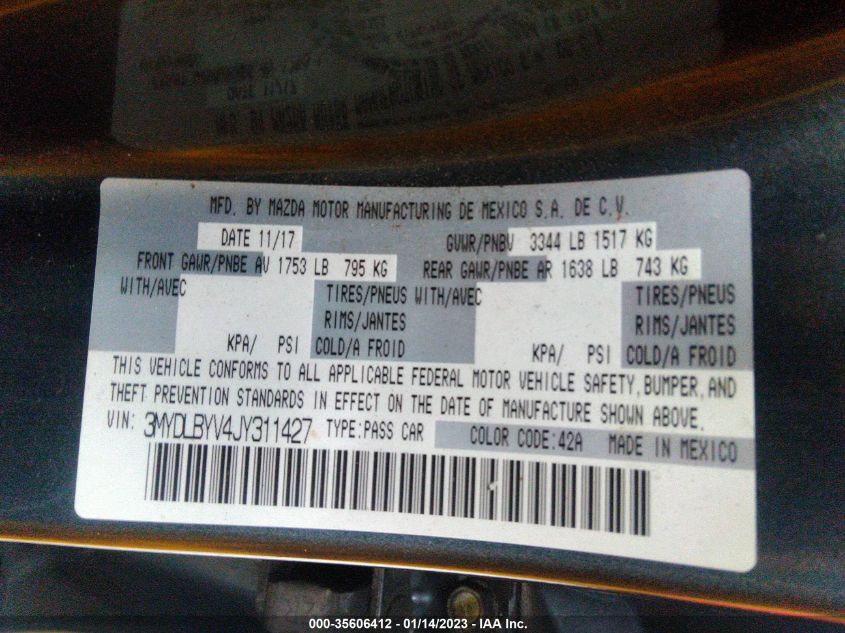 MFD. BY MAZDA MOTOR MANUFACTURING DE MEXICO S.A. DE C.V.
DATE 11/17 GVWR/PNBV 3344 LB 1517 KG
FRONT GAWR/PNBE AV 1753 LB 795 KG REAR GAWR/PNBE AR 1638 LB 743 KG
WITH/AVEC TIRES/PNEUS WITH/AVEC TIRES/PNEUS
RIMS/JANTES RIMS/JANTES
KPA/ PSI COLD/A FROID KPA/ PSI COLD/A FROID
THIS VEHICLE CONFORMS TO ALL APPLICABLE FEDERAL MOTOR VEHICLE SAFETY, BUMPER, AND
THEFT PREVENTION STANDARDS IN EFFECT ON THE DATE OF MANUFACTURE SHOWN ABOVE.
VIN: 3MYDLBYV4JY311427 TYPE:PASS CAR COLOR CODE:42A MADE IN MEXICO
000-35606412 — 01/14/2023 — IAA Inc.